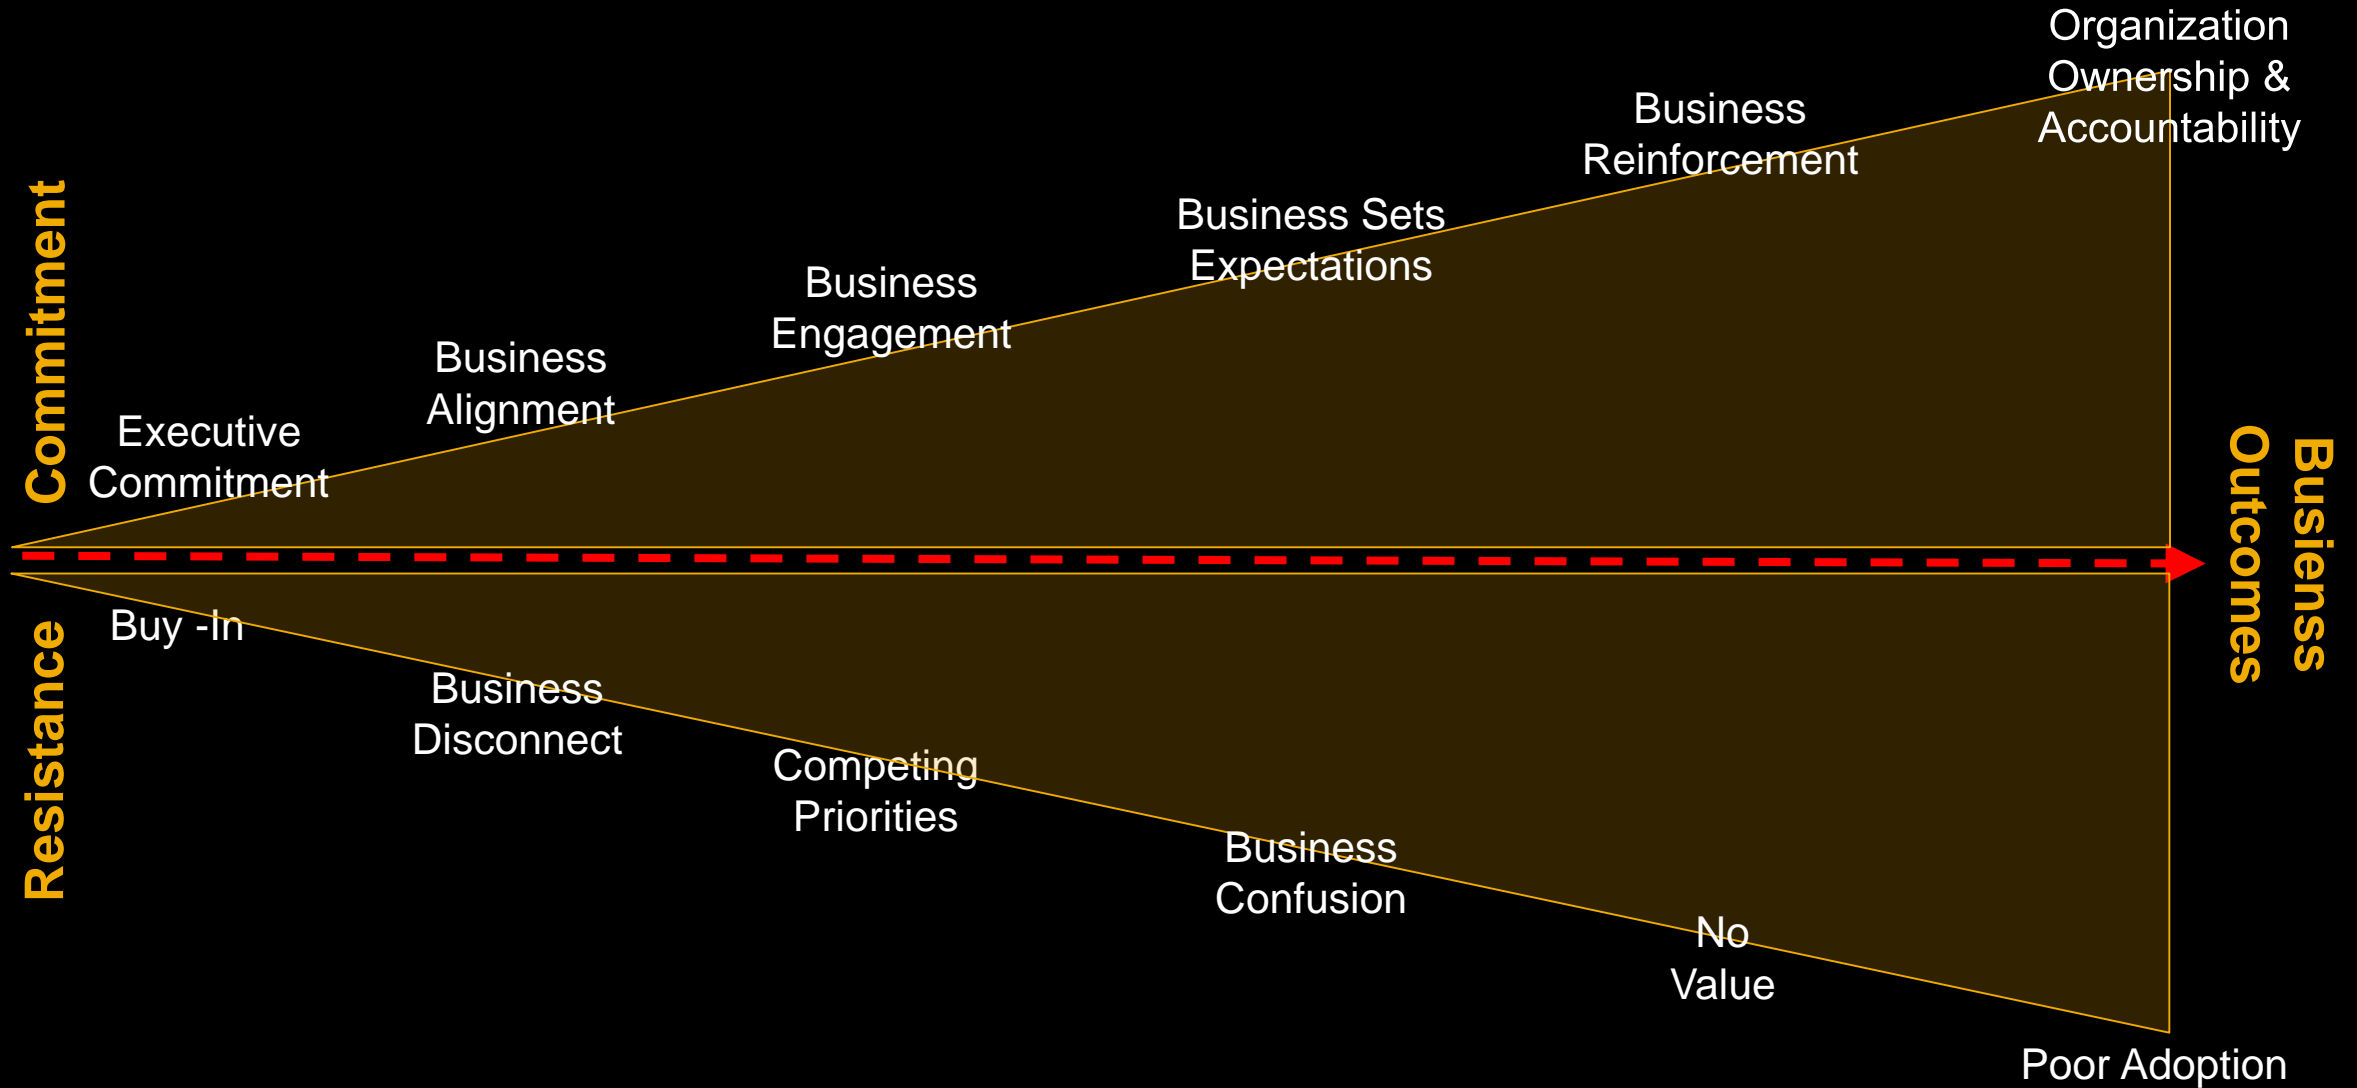 Organization
Ownership &
Accountability
Business
Reinforcement
Business Sets
Expectations
Business
Engagement
Business
Alignment
Executive
Commitment
Commitment
Busienss
Outcomes
Resistance
Buy -In
Business
Disconnect
Competing
Priorities
Business
Confusion
No
Value
Poor Adoption